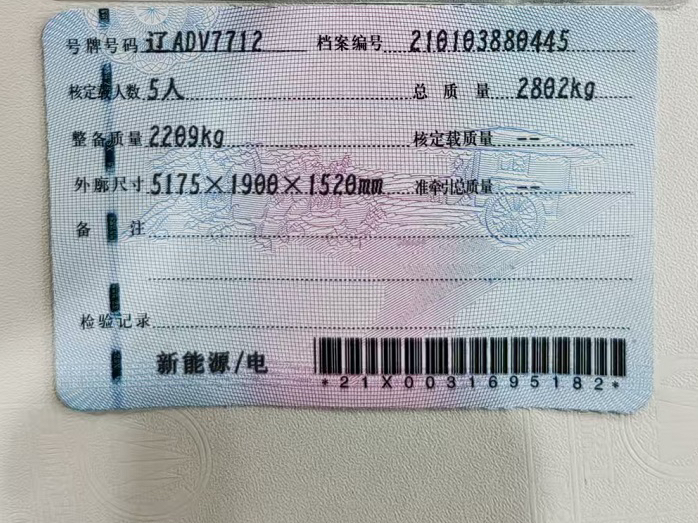 号牌号码 订ADV7712 档案编号 210103880445
核定载人数 5人 总质量 2802kg
整备质量 2209kg 核定载质量 --
外廓尺寸 5175×1900×1520mm 准牵引总质量 --
备注
检验记录
新能源/电
*21X0031695182*